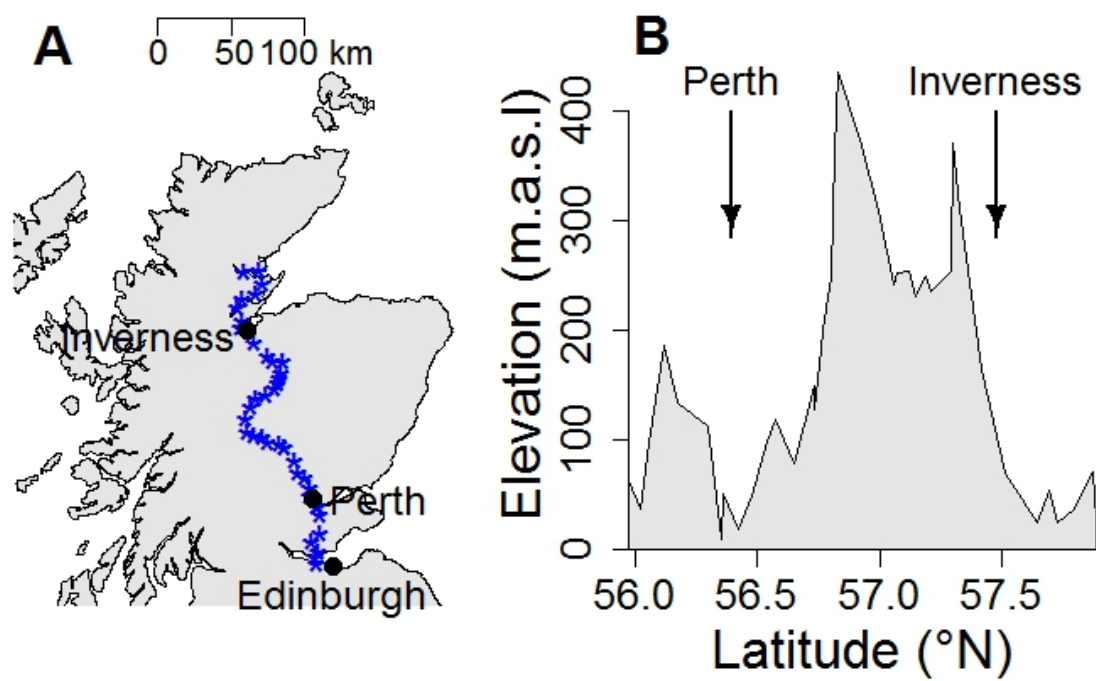 A
0 50 100 km
Inverness
Perth
Edinburgh
B
Perth Inverness
Elevation (m.a.s.l)
400
300
200
100
0
56.0 56.5 57.0 57.5
Latitude (°N)